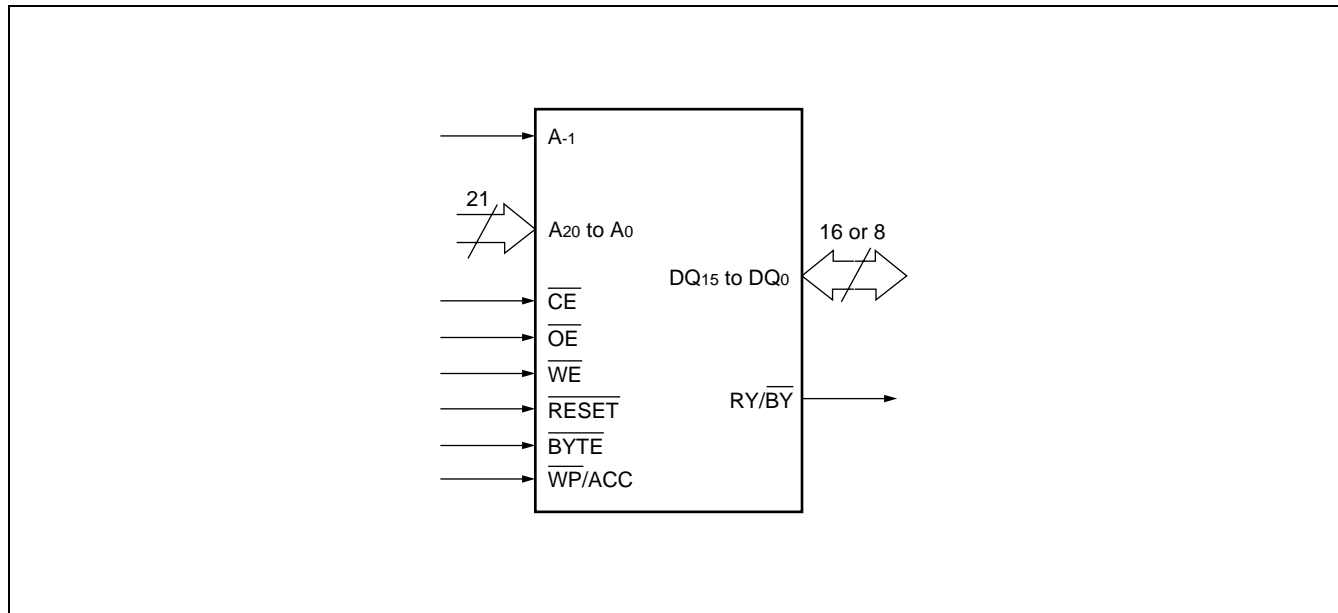 A-1
21
A20 to A0
16 or 8
DQ15 to DQ0
CE
OE
WE
RESET
RY/BY
BYTE
WP/ACC